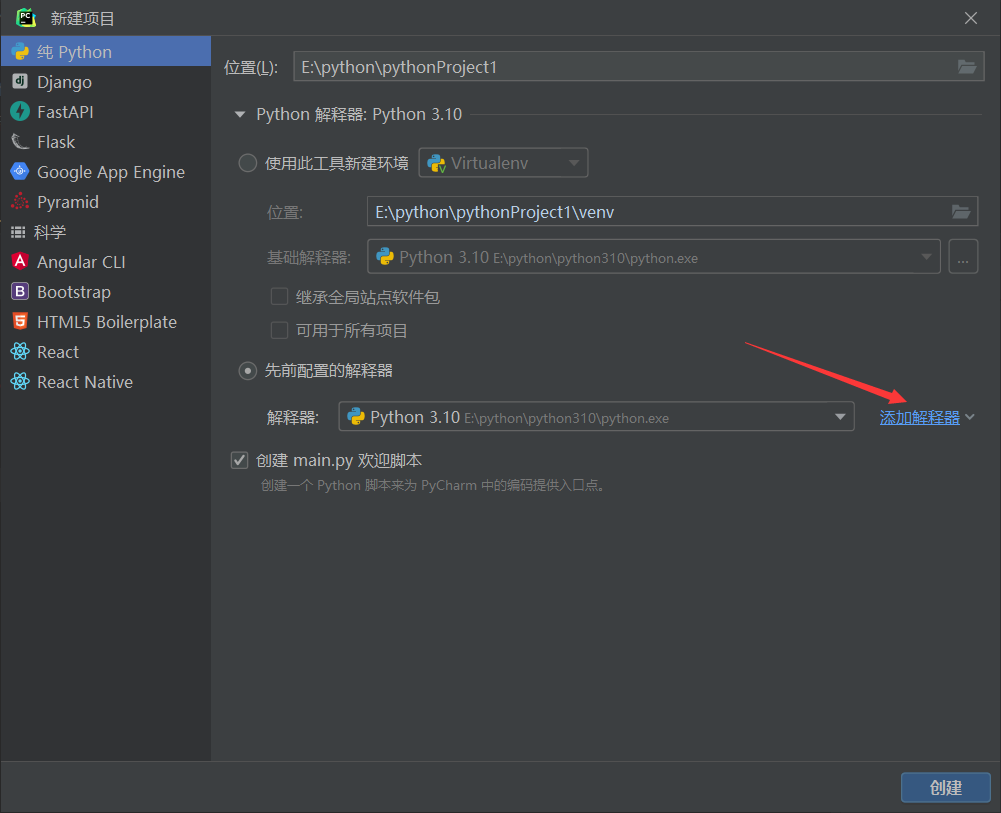 新建项目
纯 Python
Django
FastAPI
Flask
Google App Engine
Pyramid
科学
Angular CLI
Bootstrap
HTML5 Boilerplate
React
React Native
位置(L): E:\python\pythonProject1
Python 解释器: Python 3.10
使用此工具新建环境 Virtualenv
位置: E:\python\pythonProject1\venv
基础解释器: Python 3.10 E:\python\python310\python.exe ...
继承全局站点软件包
可用于所有项目
先前配置的解释器
解释器: Python 3.10 E:\python\python310\python.exe 添加解释器
创建 main.py 欢迎脚本
创建一个 Python 脚本来为 PyCharm 中的编码提供入口点。
创建